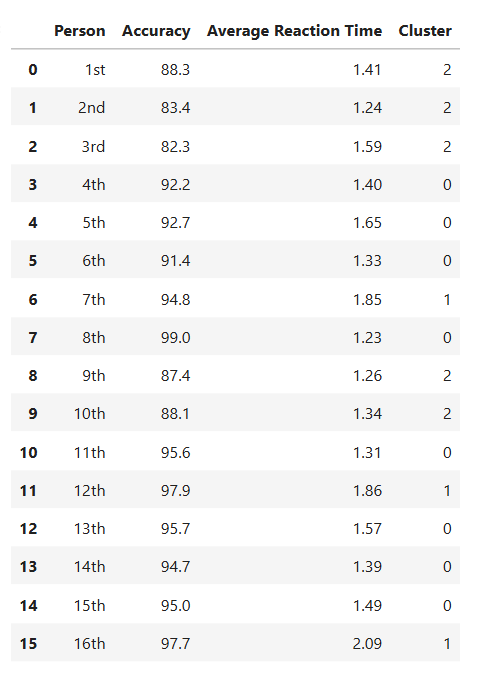 Person Accuracy Average Reaction Time Cluster
0 1st 88.3 1.41 2
1 2nd 83.4 1.24 2
2 3rd 82.3 1.59 2
3 4th 92.2 1.40 0
4 5th 92.7 1.65 0
5 6th 91.4 1.33 0
6 7th 94.8 1.85 1
7 8th 99.0 1.23 0
8 9th 87.4 1.26 2
9 10th 88.1 1.34 2
10 11th 95.6 1.31 0
11 12th 97.9 1.86 1
12 13th 95.7 1.57 0
13 14th 94.7 1.39 0
14 15th 95.0 1.49 0
15 16th 97.7 2.09 1